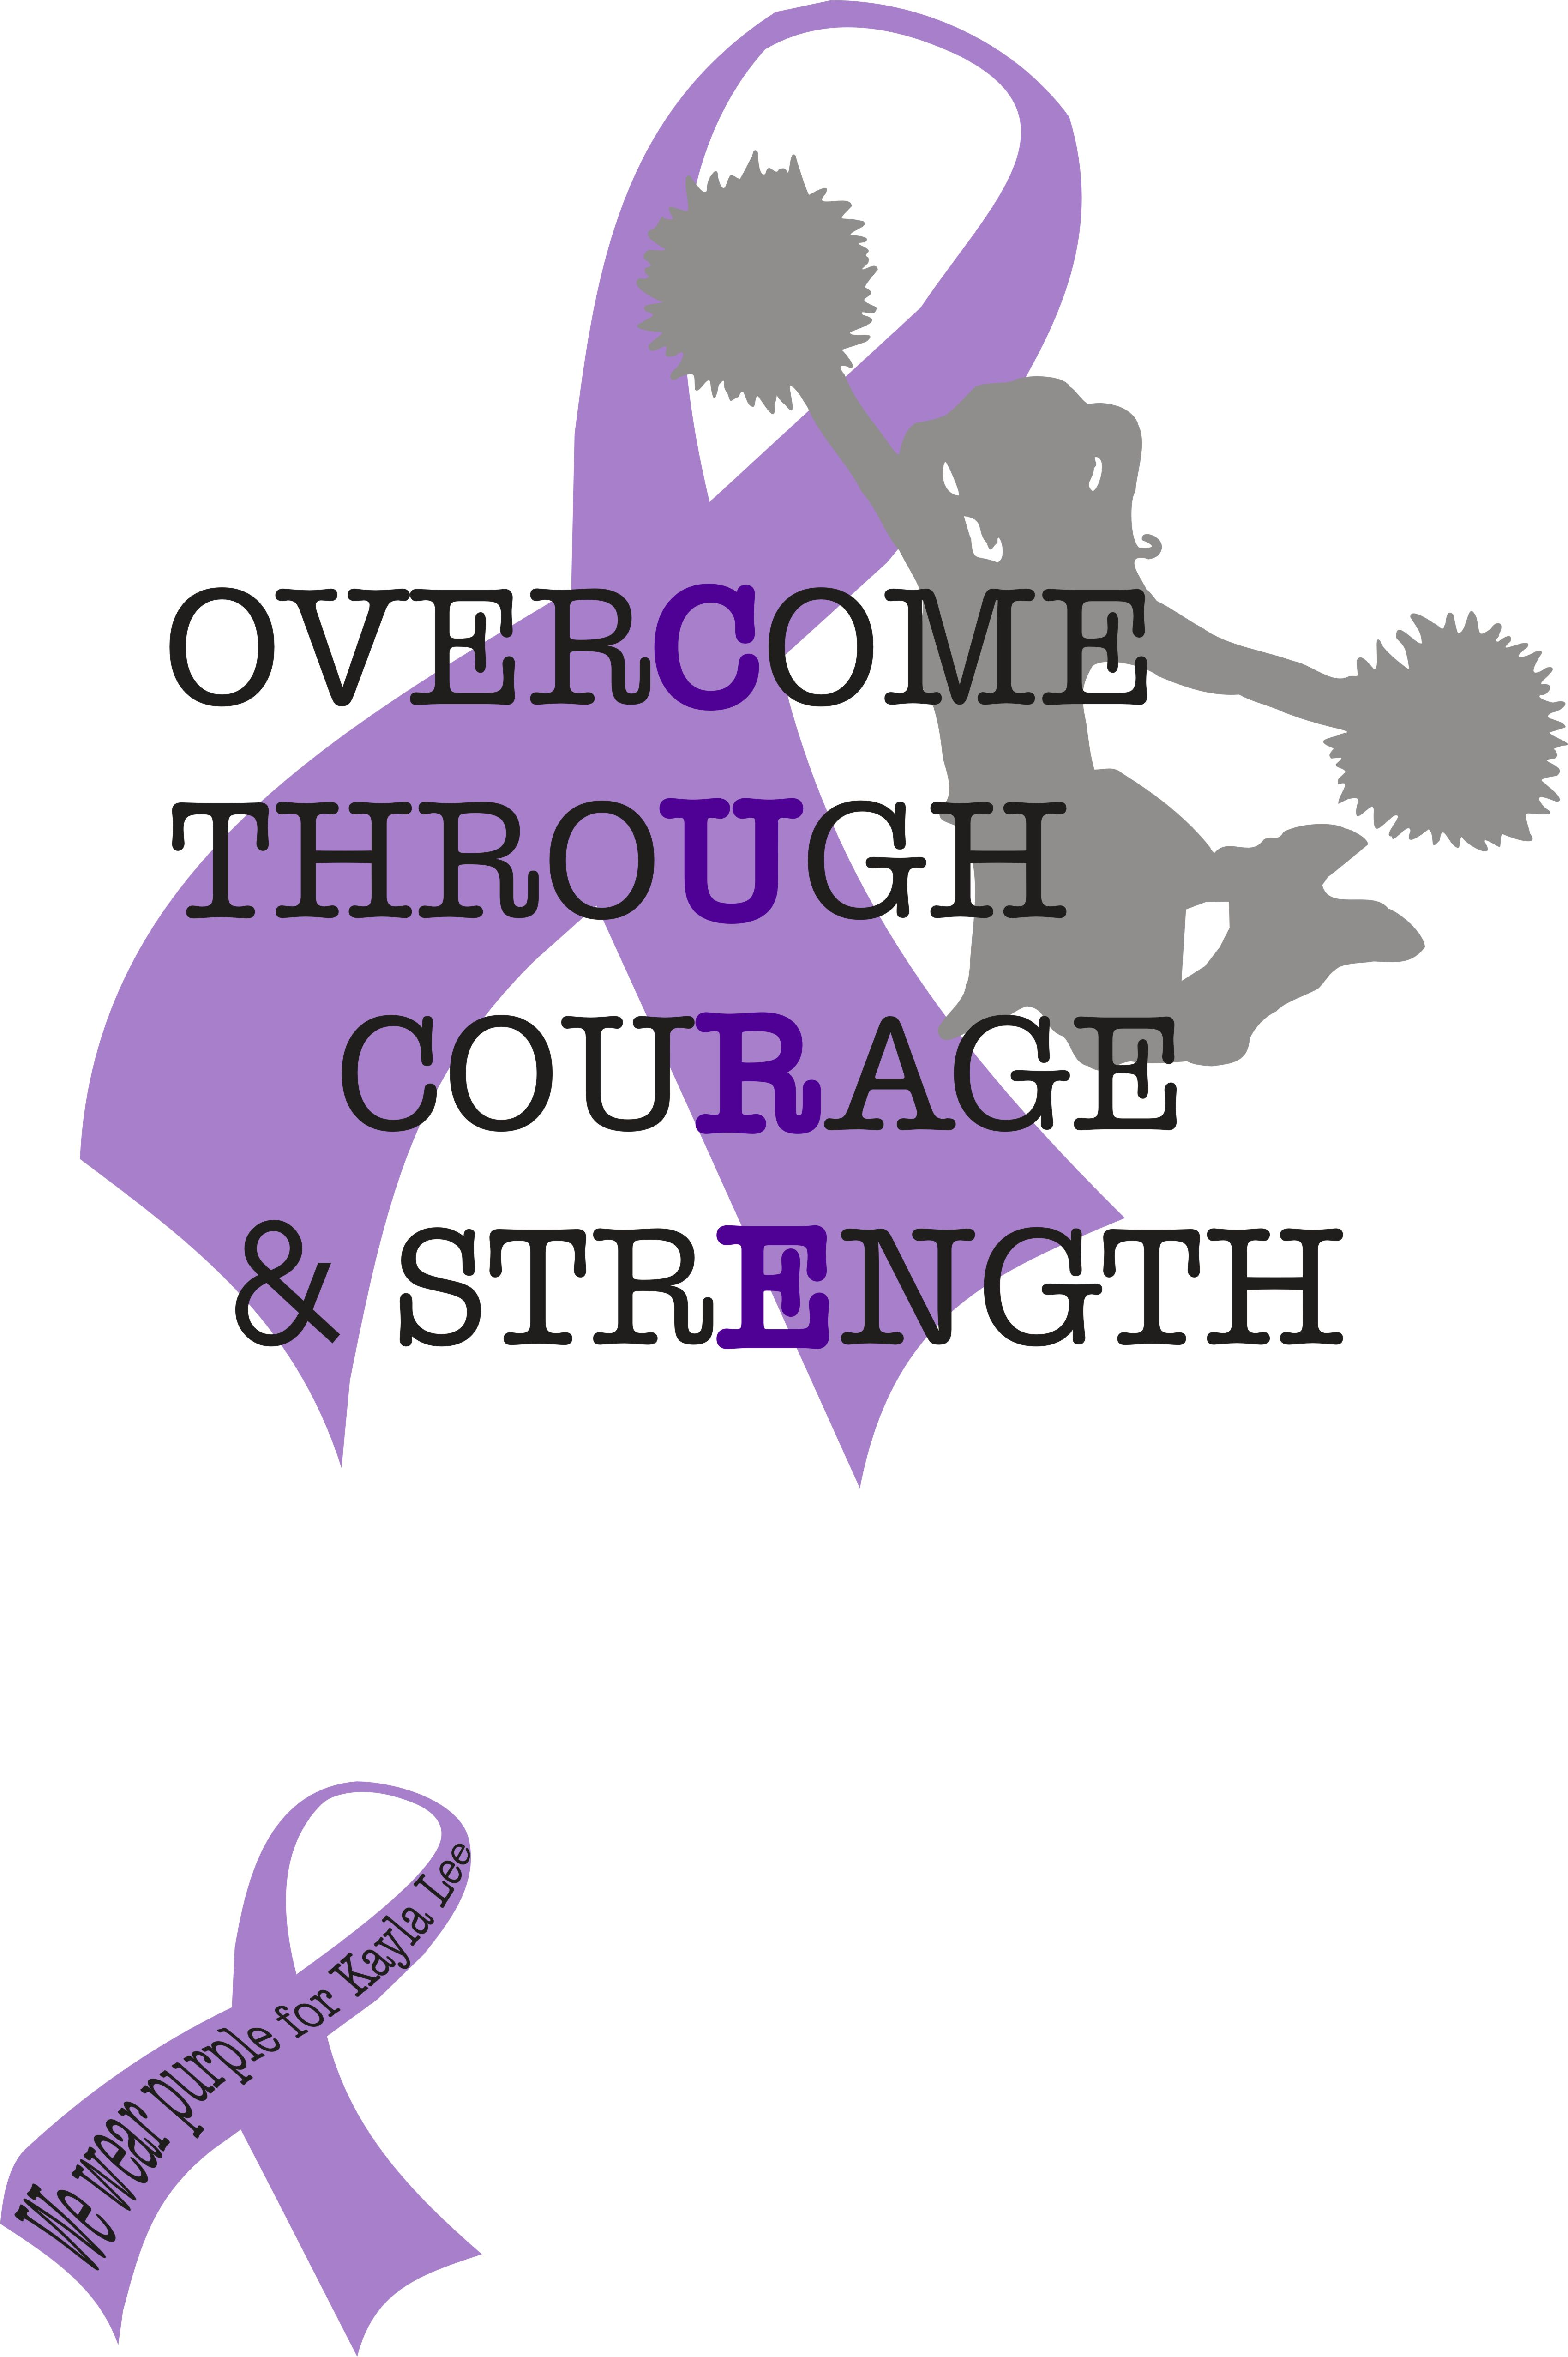 OVERCOME
THROUGH
COURAGE
& STRENGTH
We wear purple for Kayla Lee